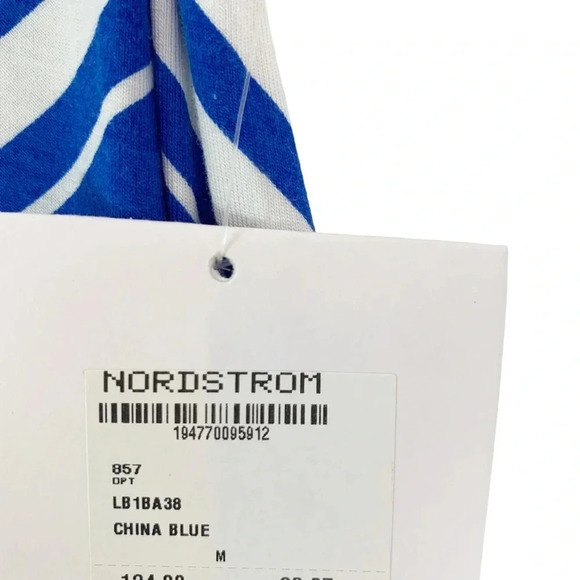 NORDSTROM
194770095912
857
DPT
LB1BA38
CHINA BLUE
M